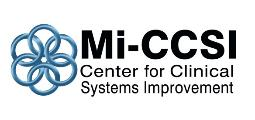 Mi-CCSI
Center for Clinical
Systems Improvement